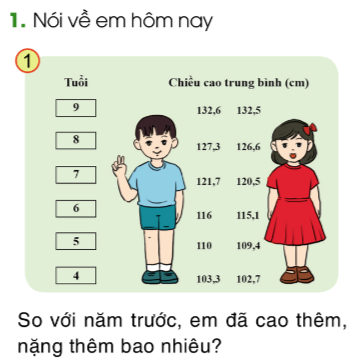 1. Nói về em hôm nay
1
Tuổi Chiều cao trung bình (cm)
9 132,6 132,5
8 127,3 126,6
7 121,7 120,5
6 116 115,1
5 110 109,4
4 103,3 102,7
So với năm trước, em đã cao thêm,
nặng thêm bao nhiêu?